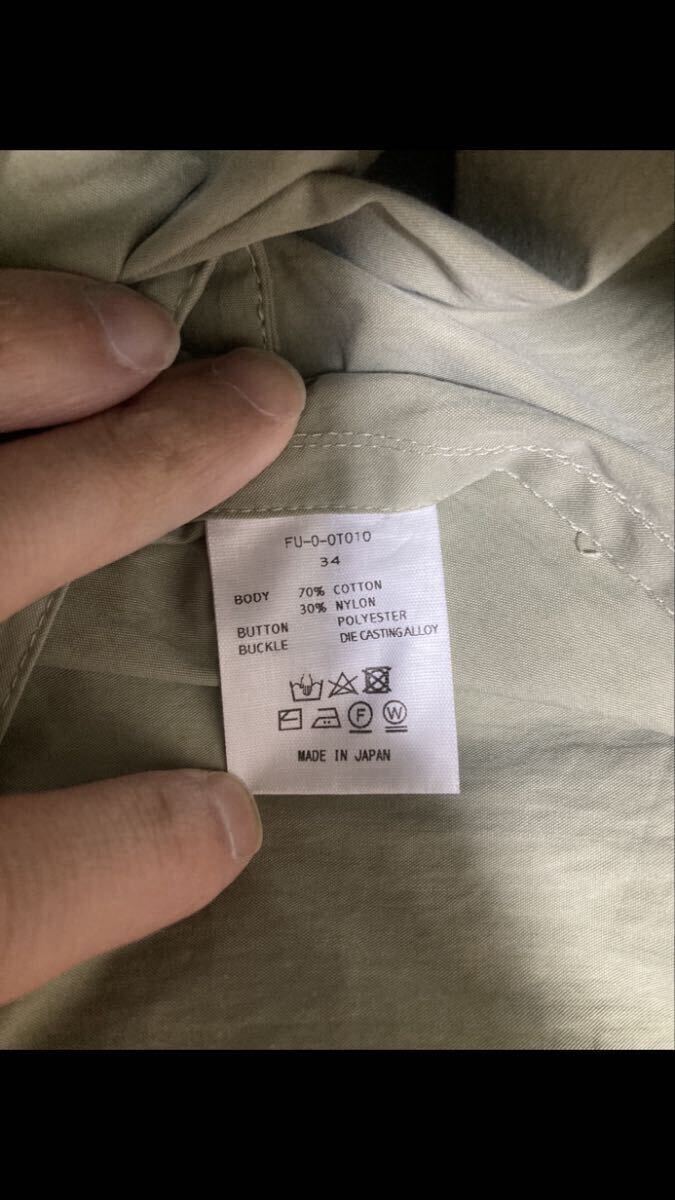 FU-0-OT010
34
BODY 70% COTTON
30% NYLON
BUTTON POLYESTER
BUCKLE DIE CASTING ALLOY
F W
MADE IN JAPAN